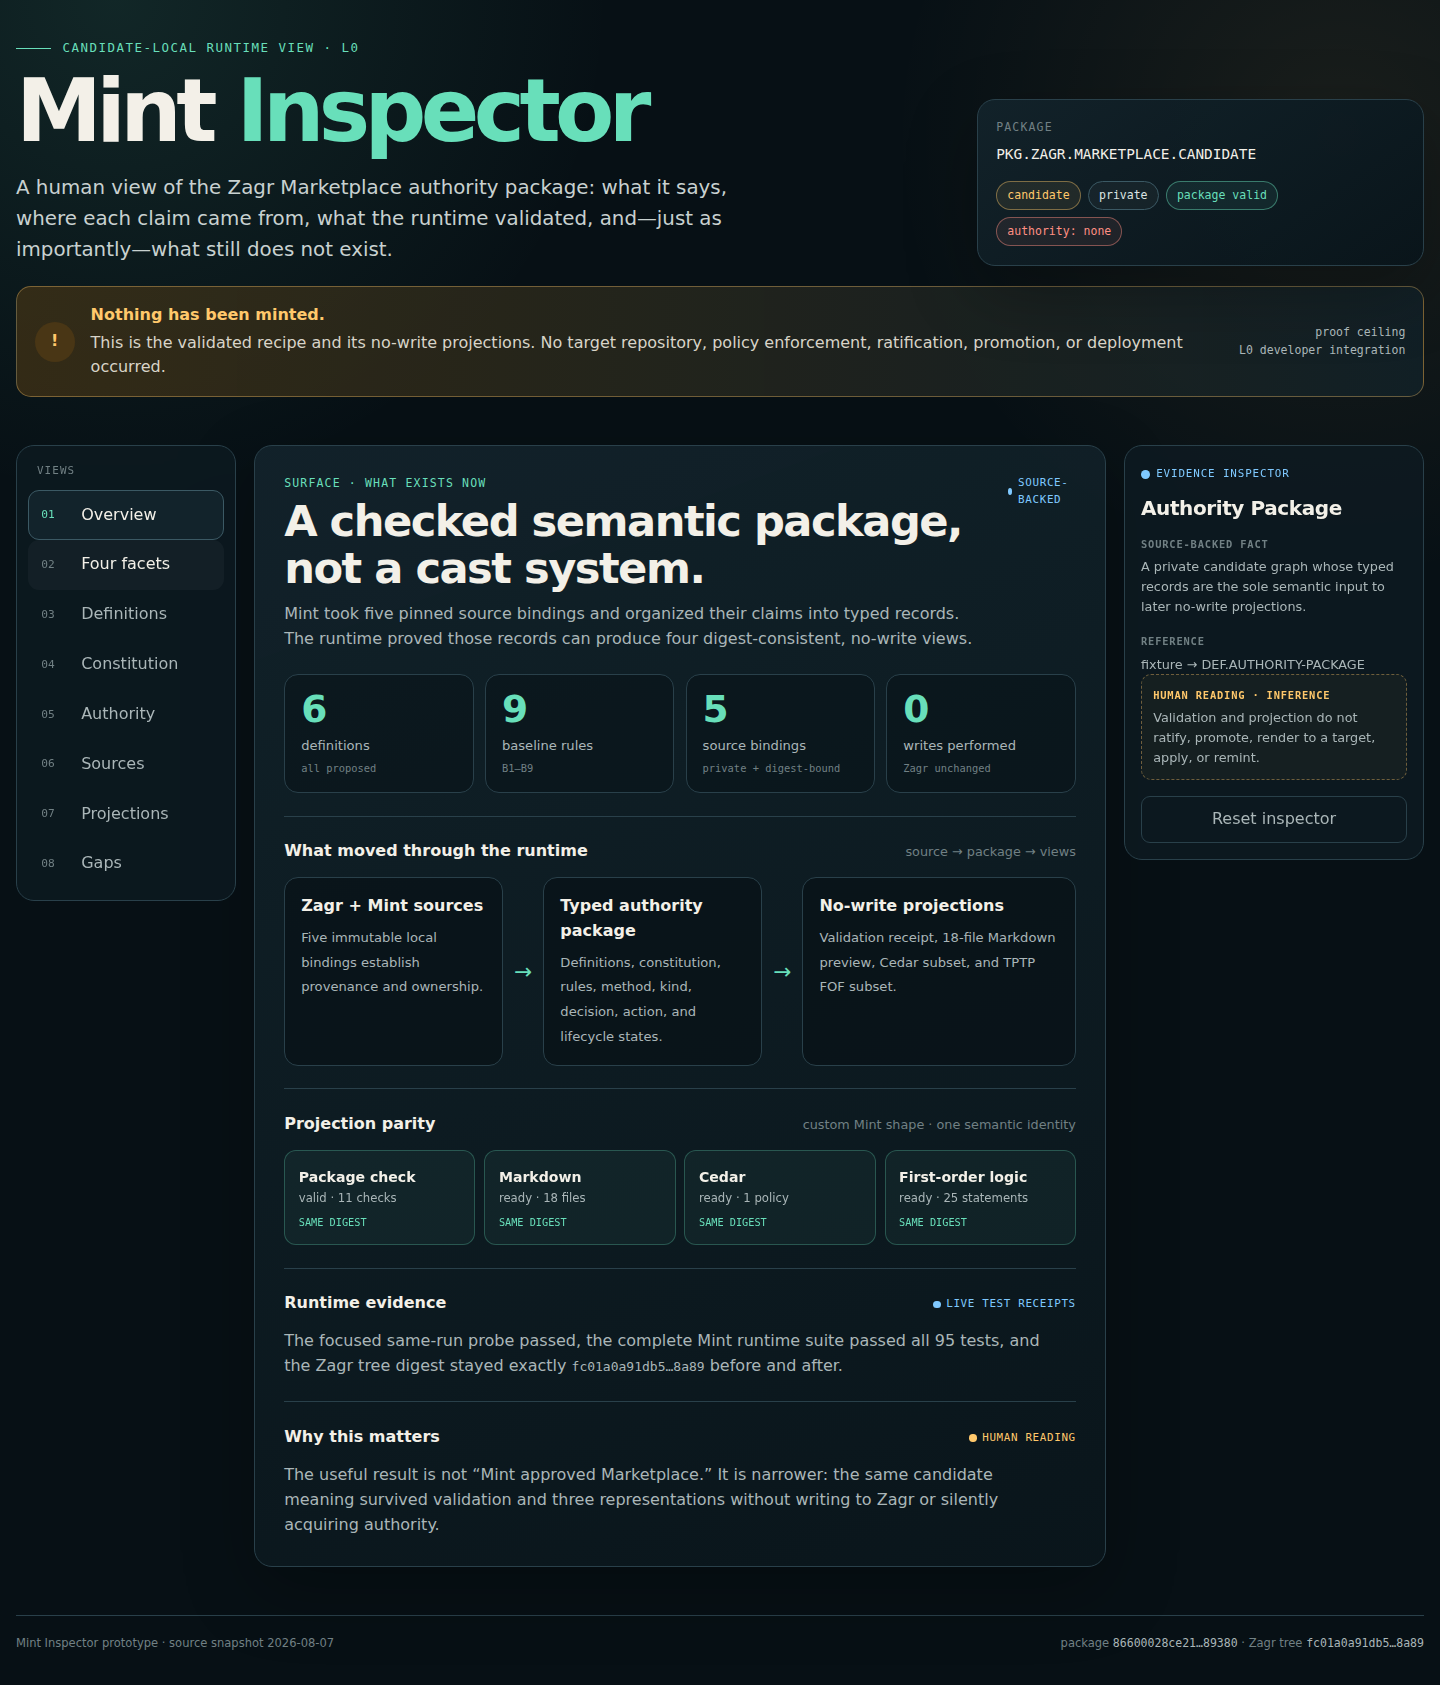 CANDIDATE-LOCAL RUNTIME VIEW · L0
Mint Inspector
A human view of the Zagr Marketplace authority package: what it says,
where each claim came from, what the runtime validated, and—just as
importantly—what still does not exist.
PACKAGE
PKG.ZAGR.MARKETPLACE.CANDIDATE
candidate private package valid
authority: none
!
Nothing has been minted.
This is the validated recipe and its no-write projections. No target repository, policy enforcement, ratification, promotion, or deployment
occurred.
proof ceiling
L0 developer integration
VIEWS
01 Overview
02 Four facets
03 Definitions
04 Constitution
05 Authority
06 Sources
07 Projections
08 Gaps
SURFACE · WHAT EXISTS NOW
SOURCE-
BACKED
A checked semantic package,
not a cast system.
Mint took five pinned source bindings and organized their claims into typed records.
The runtime proved those records can produce four digest-consistent, no-write views.
6
definitions
all proposed
9
baseline rules
B1–B9
5
source bindings
private + digest-bound
0
writes performed
Zagr unchanged
What moved through the runtime
source → package → views
Zagr + Mint sources
Five immutable local
bindings establish
provenance and ownership.
→
Typed authority
package
Definitions, constitution,
rules, method, kind,
decision, action, and
lifecycle states.
→
No-write projections
Validation receipt, 18-file Markdown
preview, Cedar subset, and TPTP
FOF subset.
Projection parity
custom Mint shape · one semantic identity
Package check
valid · 11 checks
SAME DIGEST
Markdown
ready · 18 files
SAME DIGEST
Cedar
ready · 1 policy
SAME DIGEST
First-order logic
ready · 25 statements
SAME DIGEST
Runtime evidence
LIVE TEST RECEIPTS
The focused same-run probe passed, the complete Mint runtime suite passed all 95 tests, and
the Zagr tree digest stayed exactly fc01a0a91db5…8a89 before and after.
Why this matters
HUMAN READING
The useful result is not “Mint approved Marketplace.” It is narrower: the same candidate
meaning survived validation and three representations without writing to Zagr or silently
acquiring authority.
EVIDENCE INSPECTOR
Authority Package
SOURCE-BACKED FACT
A private candidate graph whose typed
records are the sole semantic input to
later no-write projections.
REFERENCE
fixture → DEF.AUTHORITY-PACKAGE
HUMAN READING · INFERENCE
Validation and projection do not
ratify, promote, render to a target,
apply, or remint.
Reset inspector
Mint Inspector prototype · source snapshot 2026-08-07
package 86600028ce21…89380 · Zagr tree fc01a0a91db5…8a89